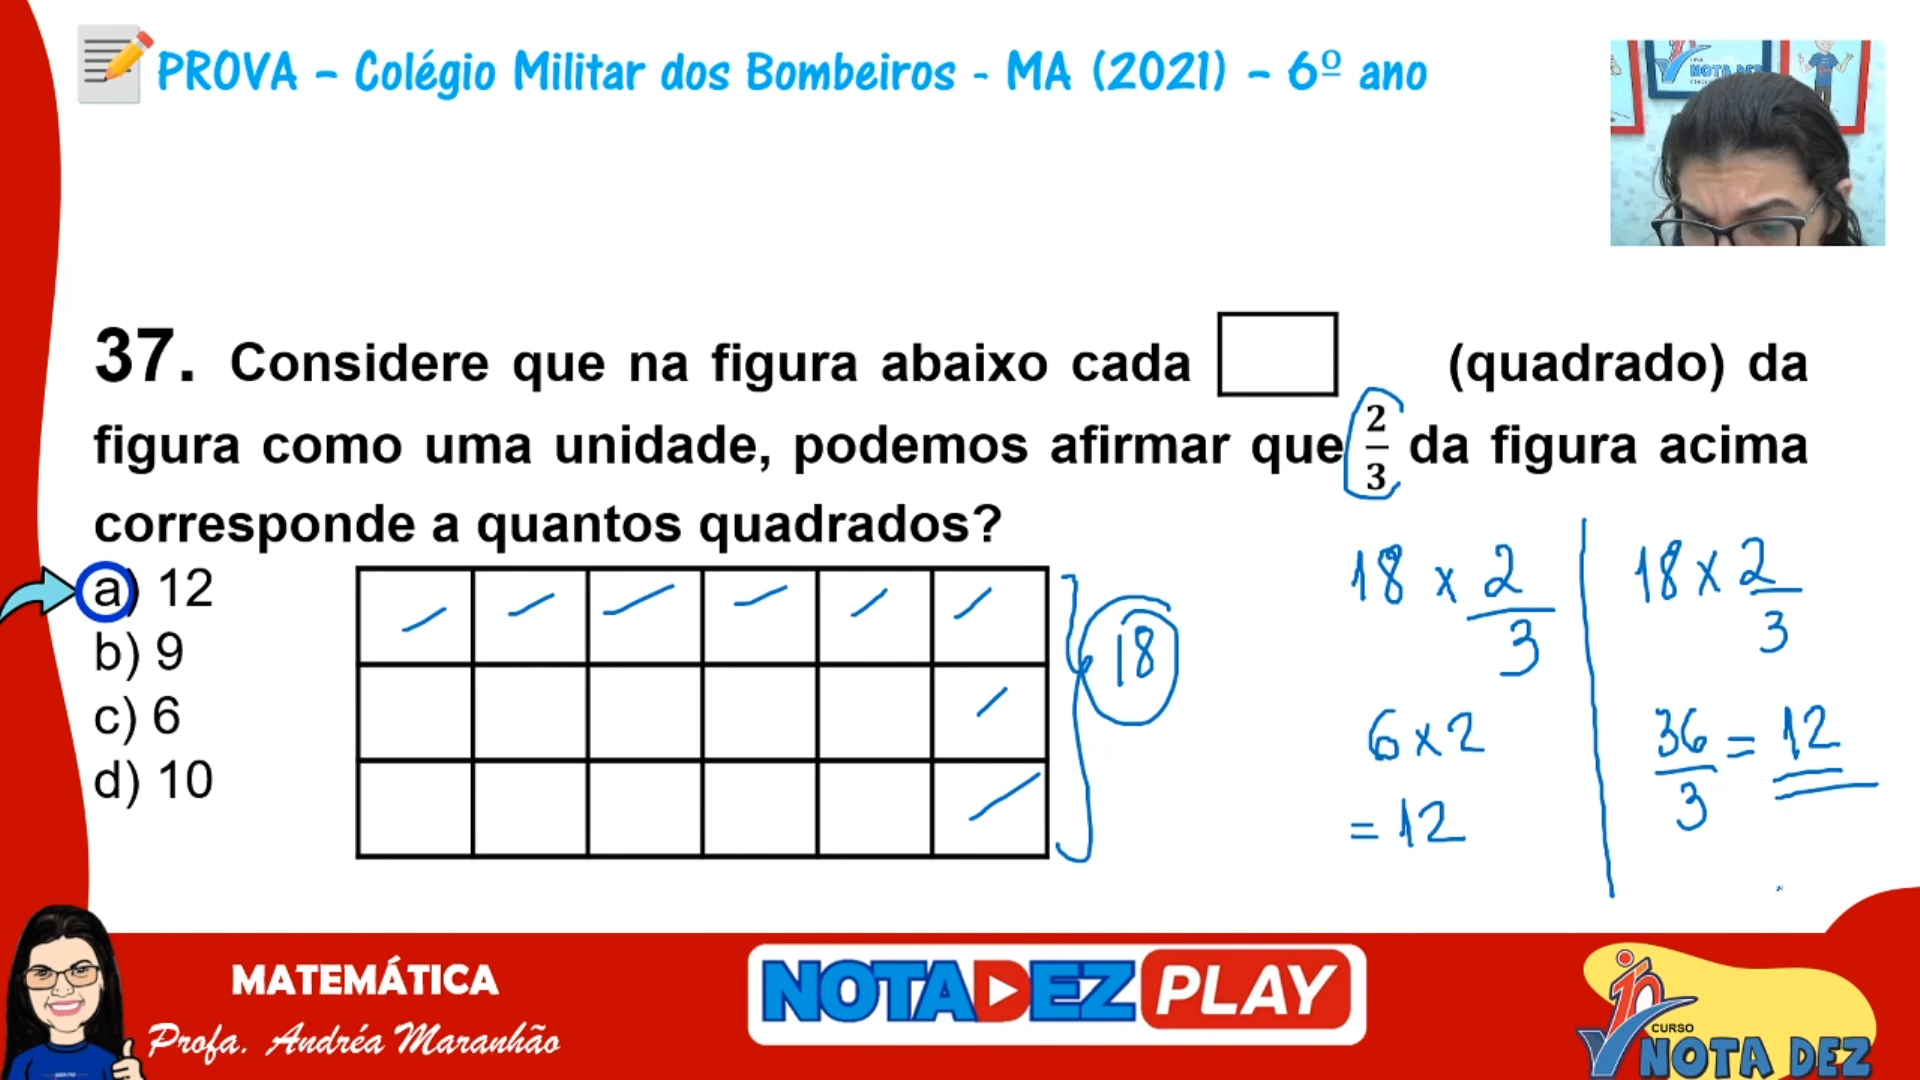 PROVA – Colégio Militar dos Bombeiros - MA (2021) – 6º ano
NOTA DEZ
37. Considere que na figura abaixo cada (quadrado) da
figura como uma unidade, podemos afirmar que 2/3 da figura acima
corresponde a quantos quadrados?
a) 12
b) 9
c) 6
d) 10
18
18 x 2/3
6 x 2
= 12
18 x 2/3
36/3 = 12
MATEMÁTICA
Profa. Andréa Maranhão
NOTADEZ PLAY
CURSO
NOTA DEZ